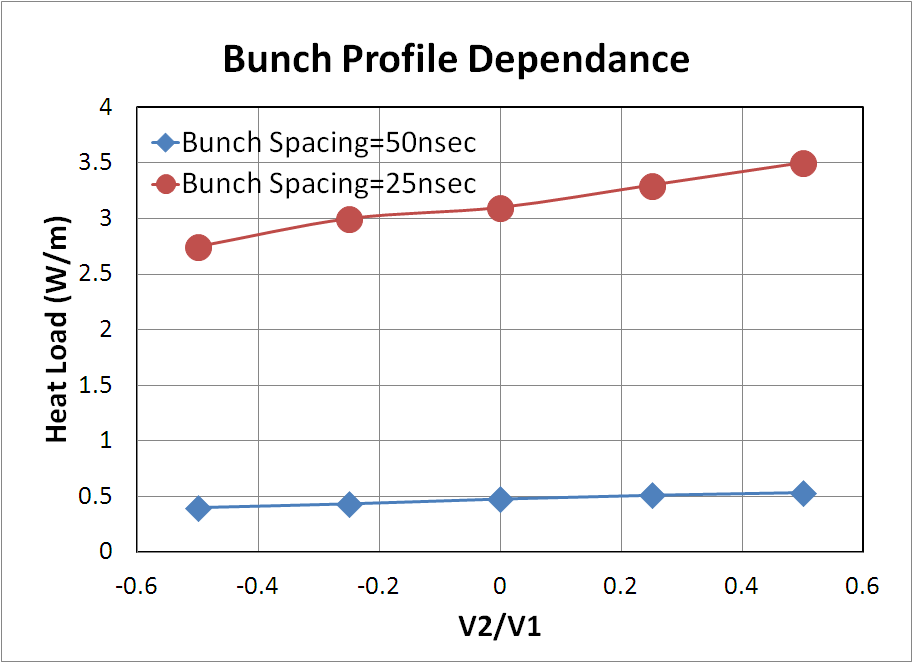 Bunch Profile Dependance
4
Bunch Spacing=50nsec
3.5
Bunch Spacing=25nsec
3
2.5
2
1.5
1
0.5
0
Heat Load (W/m)
-0.6 -0.4 -0.2 0 0.2 0.4 0.6
V2/V1